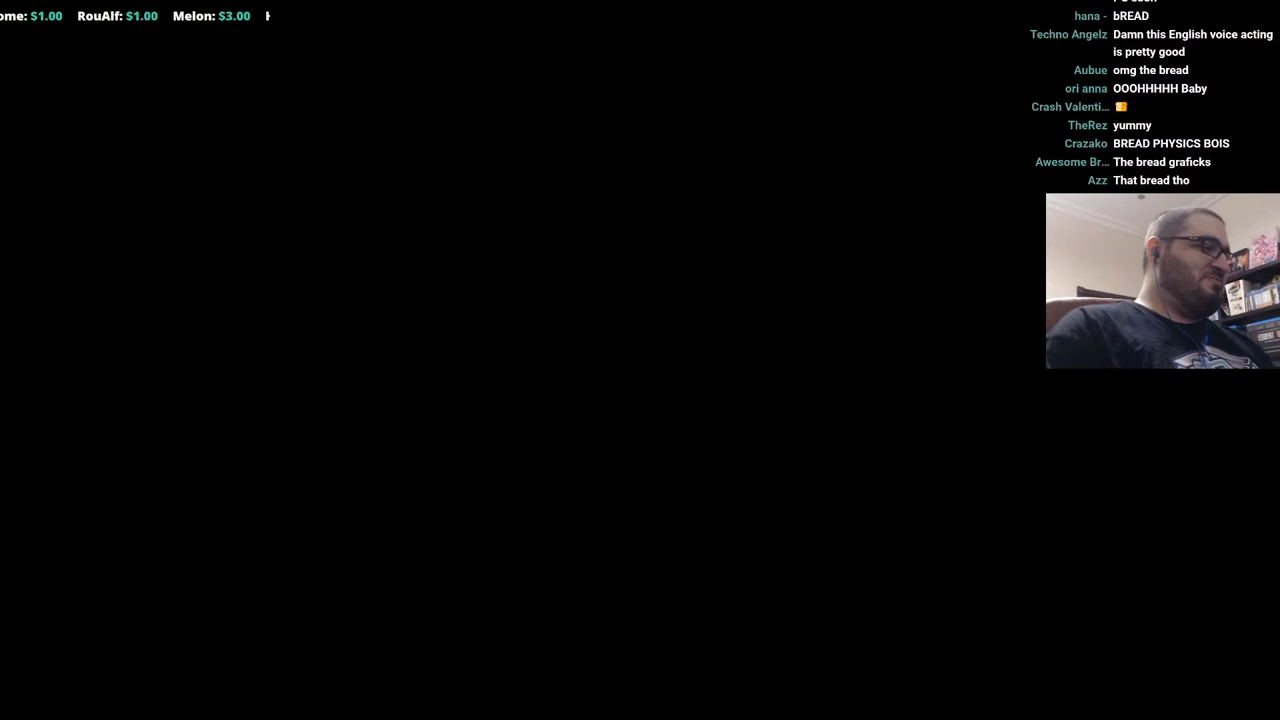 ome: $1.00 RouAlf: $1.00 Melon: $3.00
hana - bREAD
Techno Angelz Damn this English voice acting
is pretty good
Aubue omg the bread
ori anna OOOHHHHH Baby
Crash Valenti... 🍞
TheRez yummy
Crazako BREAD PHYSICS BOIS
Awesome Br... The bread graficks
Azz That bread tho